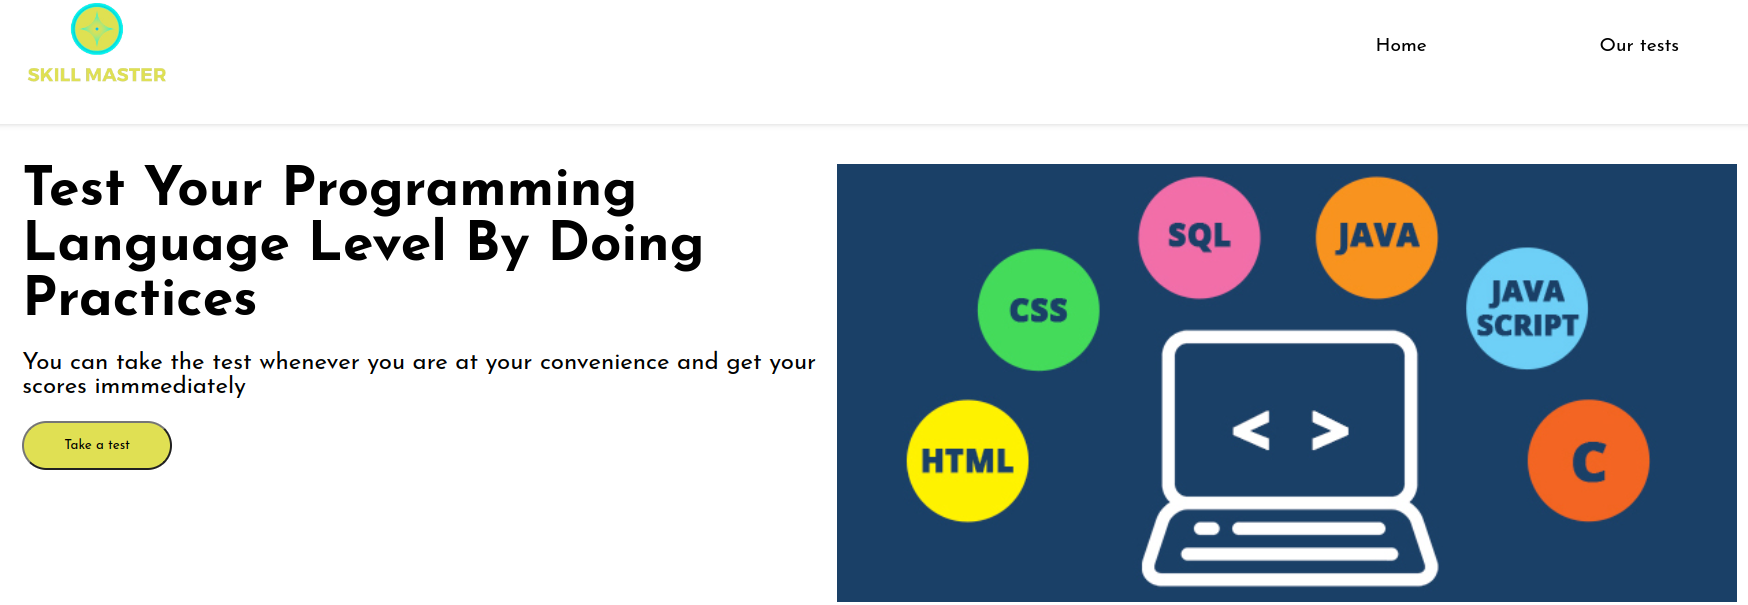 SKILL MASTER
Home
Our tests
Test Your Programming
Language Level By Doing
Practices
You can take the test whenever you are at your convenience and get your
scores immmediately
Take a test
SQL
JAVA
CSS
JAVA
SCRIPT
< >
HTML
C